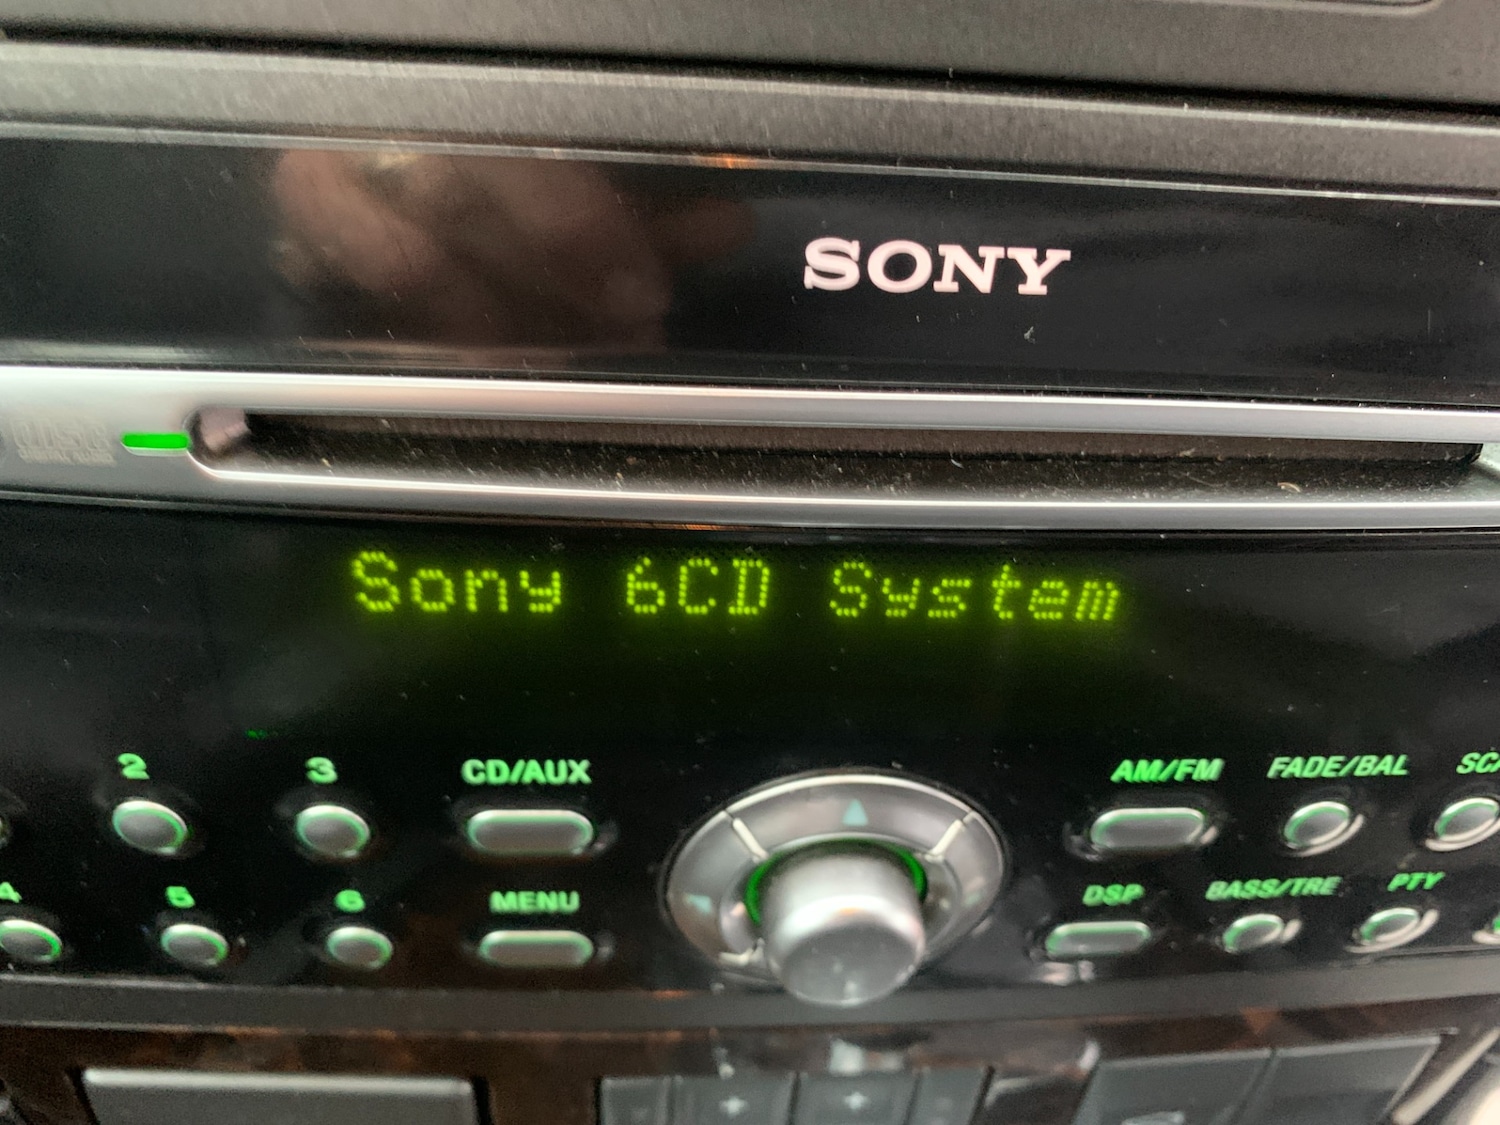 SONY
Sony 6CD System
2 3 CD/AUX AM/FM FADE/BAL
4 5 6 MENU DSP BASS/TRE PTY